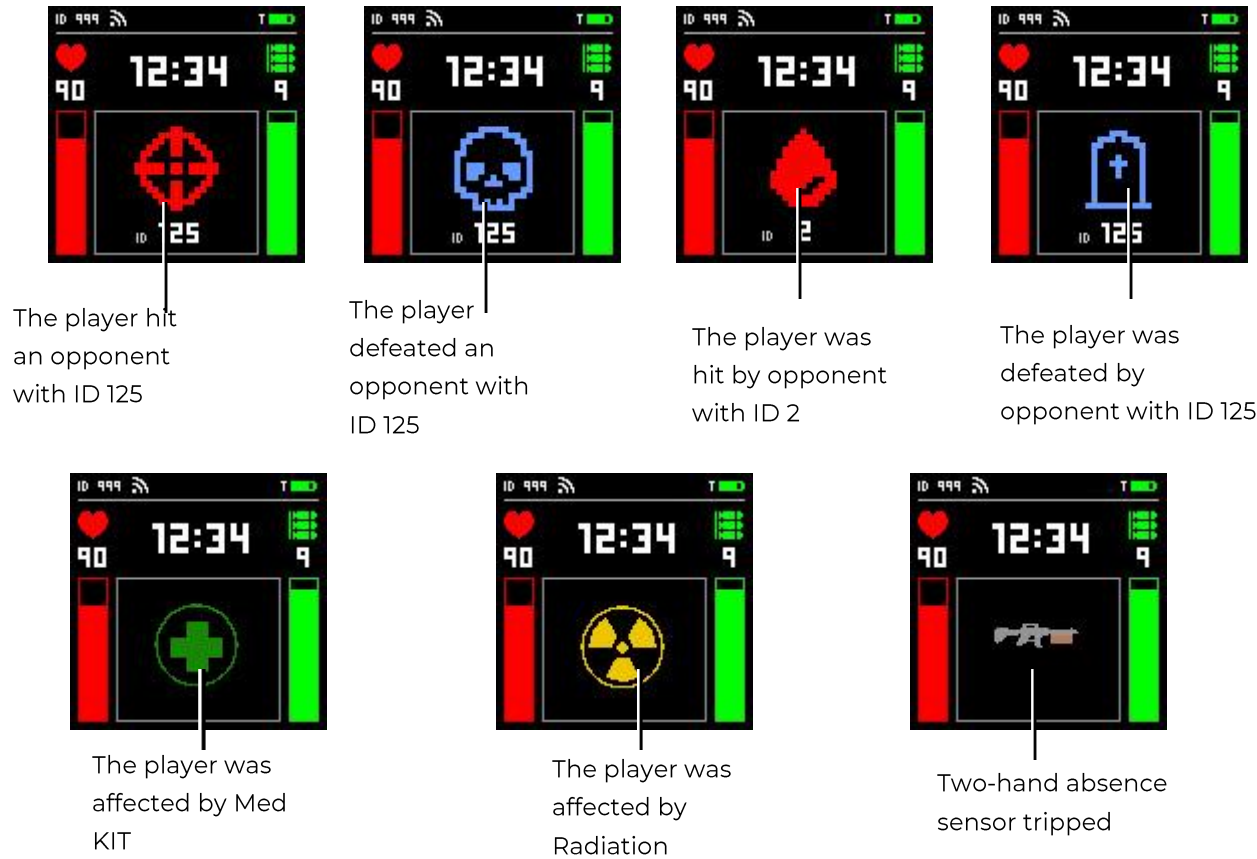 ID 999 T
12:34
90 9
ID 125
The player hit
an opponent
with ID 125
ID 999 T
12:34
90 9
ID 125
The player
defeated an
opponent with
ID 125
ID 999 T
12:34
90 9
ID 2
The player was
hit by opponent
with ID 2
ID 999 T
12:34
90 9
ID 125
The player was
defeated by
opponent with ID 125
ID 999 T
12:34
90 9
The player was
affected by Med
KIT
ID 999 T
12:34
90 9
The player was
affected by
Radiation
ID 999 T
12:34
90 9
Two-hand absence
sensor tripped